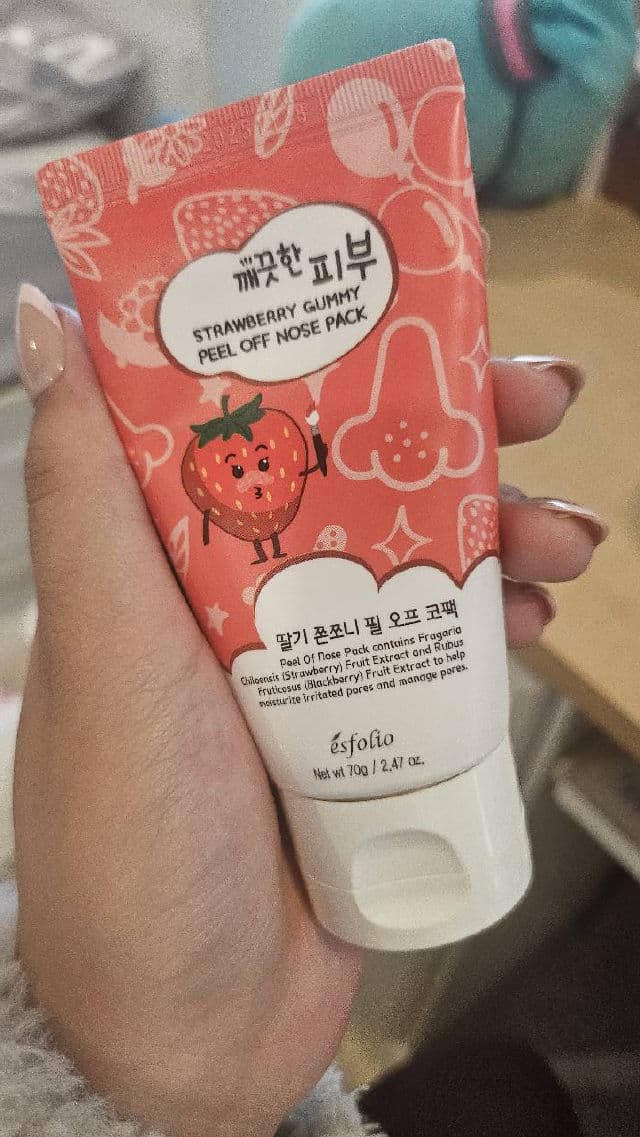 깨끗한 피부
STRAWBERRY GUMMY
PEEL OFF NOSE PACK
딸기 쫀쪼니 필 오프 코팩
Peel Of Nose Pack contains Fragaria
Chiloensis (Strawberry) Fruit Extract and Rubus
Fruticosus (Blackberry) Fruit Extract to help
moisturize irritated pores and manage pores.
ésfolio
Net wt 70g / 2.47 oz.